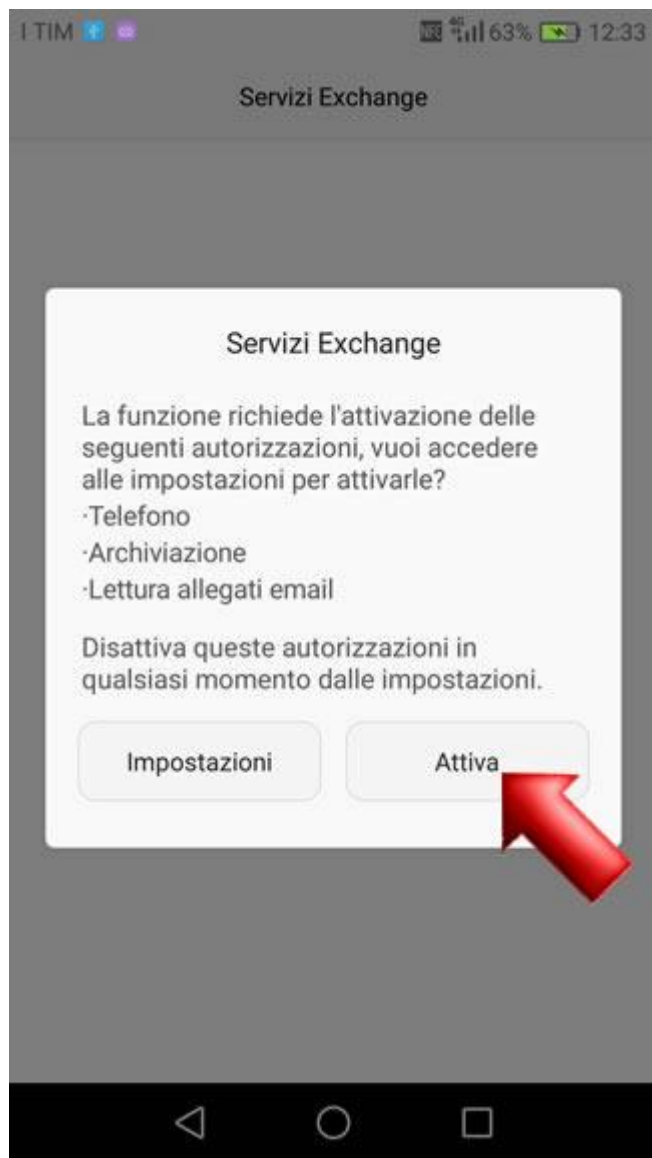 I TIM 63% 12:33
Servizi Exchange
Servizi Exchange
La funzione richiede l'attivazione delle
seguenti autorizzazioni, vuoi accedere
alle impostazioni per attivarle?
·Telefono
·Archiviazione
·Lettura allegati email
Disattiva queste autorizzazioni in
qualsiasi momento dalle impostazioni.
Impostazioni Attiva